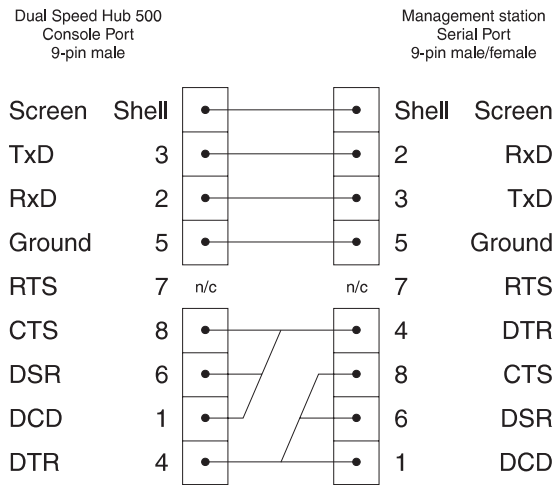 Dual Speed Hub 500
Console Port
9-pin male
Management station
Serial Port
9-pin male/female
Screen Shell Shell Screen
TxD 3 2 RxD
RxD 2 3 TxD
Ground 5 5 Ground
RTS 7 n/c n/c 7 RTS
CTS 8 4 DTR
DSR 6 8 CTS
DCD 1 6 DSR
DTR 4 1 DCD